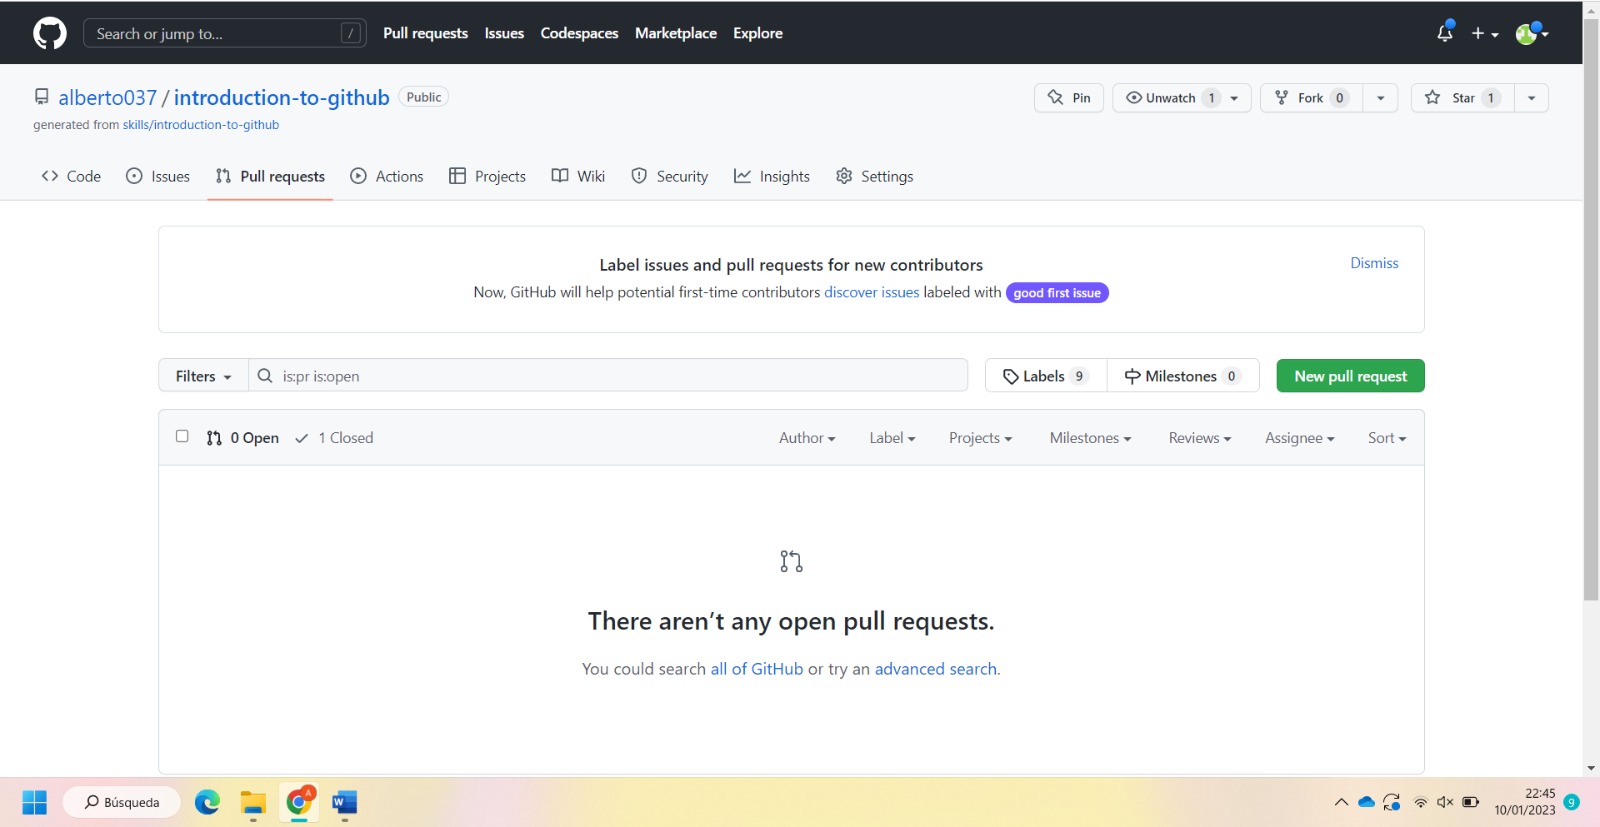 Search or jump to... / Pull requests Issues Codespaces Marketplace Explore
alberto037 / introduction-to-github Public Pin Unwatch 1 Fork 0 Star 1
generated from skills/introduction-to-github
Code Issues Pull requests Actions Projects Wiki Security Insights Settings
Label issues and pull requests for new contributors Dismiss
Now, GitHub will help potential first-time contributors discover issues labeled with good first issue
Filters is:pr is:open Labels 9 Milestones 0 New pull request
0 Open 1 Closed Author Label Projects Milestones Reviews Assignee Sort
There aren’t any open pull requests.
You could search all of GitHub or try an advanced search.
Búsqueda A W 22:45
10/01/2023 9